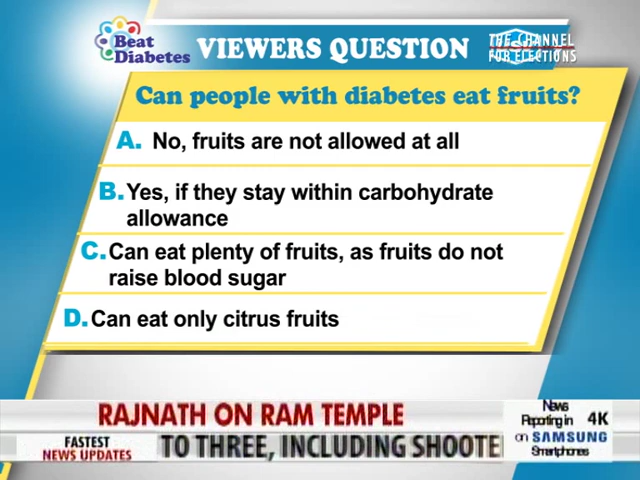 Beat
Diabetes
VIEWERS QUESTION
THE CHANNEL
FOR ELECTIONS
Can people with diabetes eat fruits?
A. No, fruits are not allowed at all
B. Yes, if they stay within carbohydrate
allowance
C. Can eat plenty of fruits, as fruits do not
raise blood sugar
D. Can eat only citrus fruits
RAJNATH ON RAM TEMPLE
FASTEST
NEWS UPDATES
TO THREE, INCLUDING SHOOTE
News
Reporting in 4K
on SAMSUNG
Smartphones